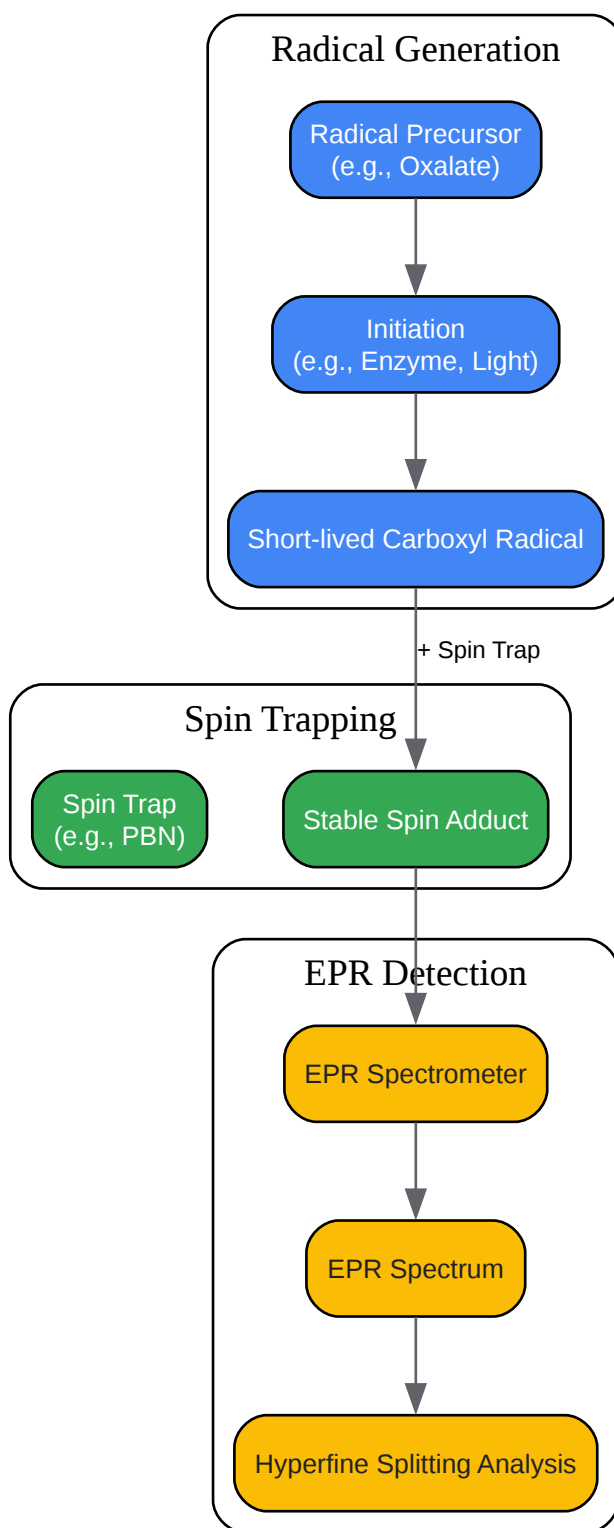 Radical Generation
Radical Precursor
(e.g., Oxalate)
Initiation
(e.g., Enzyme, Light)
Short-lived Carboxyl Radical
+ Spin Trap
Spin Trapping
Spin Trap
(e.g., PBN)
Stable Spin Adduct
EPR Detection
EPR Spectrometer
EPR Spectrum
Hyperfine Splitting Analysis